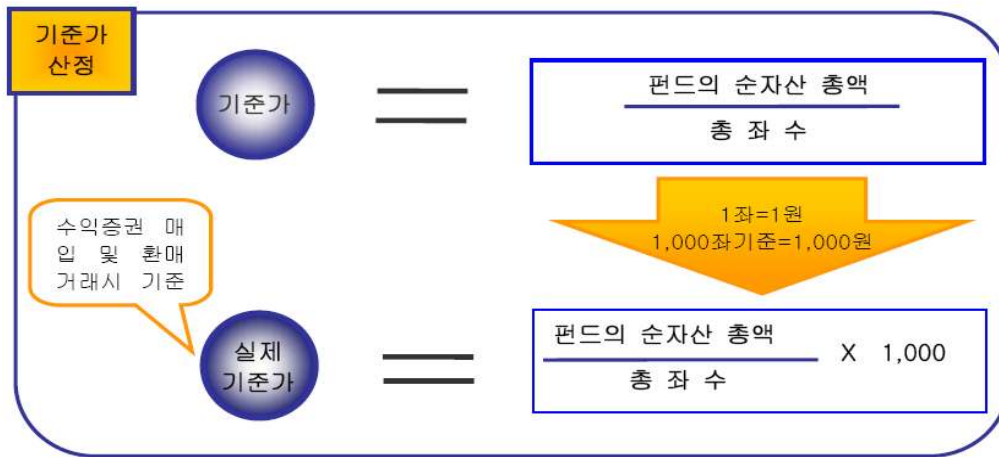 기준가
산정
기준가
펀드의 순자산 총액
총 좌 수
1좌=1원
1,000좌기준=1,000원
수익증권 매
입 및 환매
거래시 기준
실제
기준가
펀드의 순자산 총액
총 좌 수
X 1,000